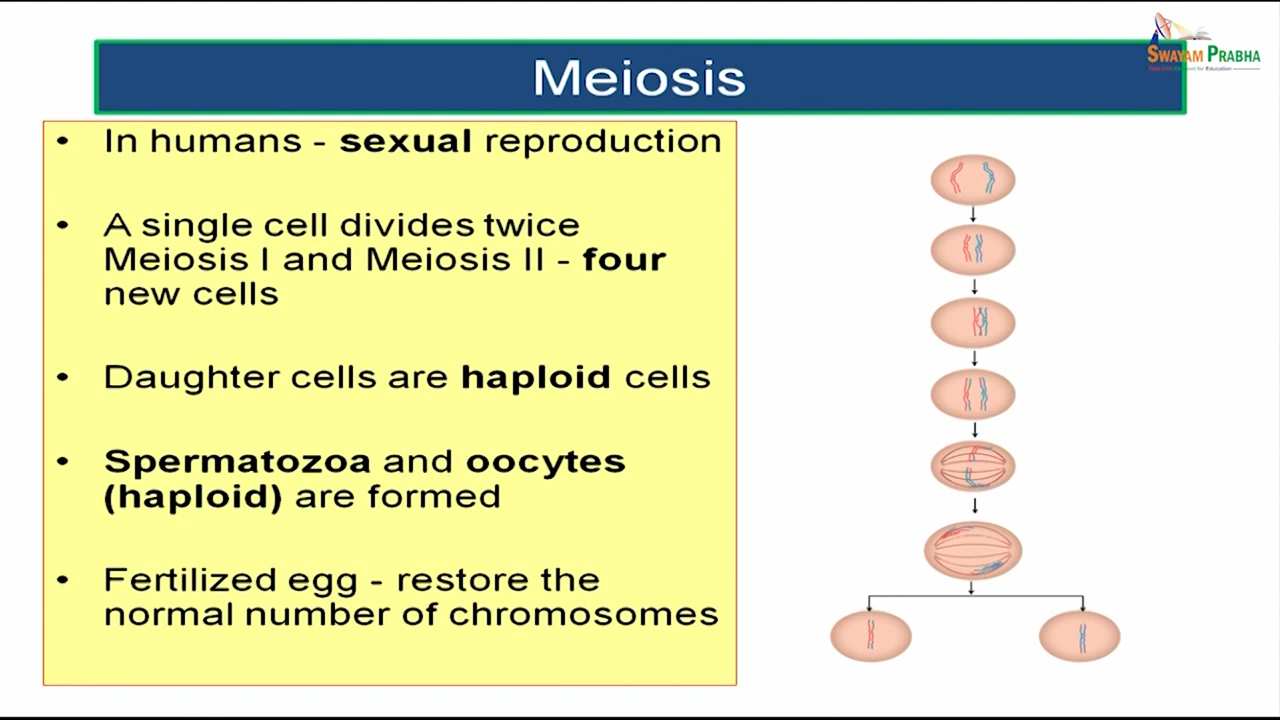 SWAYAM PRABHA
Meiosis
• In humans - sexual reproduction
• A single cell divides twice
Meiosis I and Meiosis II - four
new cells
• Daughter cells are haploid cells
• Spermatozoa and oocytes
(haploid) are formed
• Fertilized egg - restore the
normal number of chromosomes